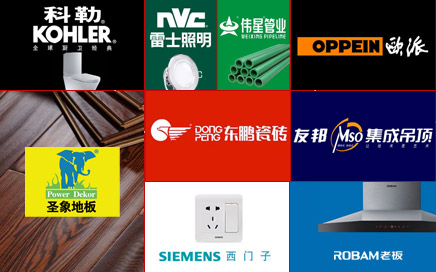 科勒
KOHLER
全球厨卫经典
NVC
雷士照明
伟星管业
WEIXING PIPELINE
OPPEIN 欧派
Power Dekor
圣象地板
DONG
PENG
东鹏瓷砖
友邦
MSO
集成吊顶
SIEMENS 西门子
ROBAM老板